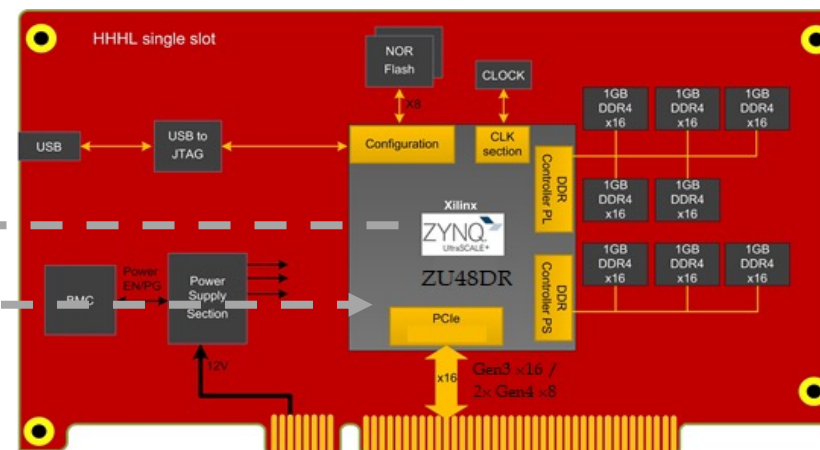 HHHL single slot
NOR
Flash
CLOCK
X8
1GB
DDR4
x16
1GB
DDR4
x16
1GB
DDR4
x16
USB
USB to
JTAG
Configuration
CLK
section
DDR
Controller PL
Xilinx
ZYNQ
UltraSCALE+
ZU48DR
1GB
DDR4
x16
1GB
DDR4
x16
BMC
Power
EN/PG
Power
Supply
Section
DDR
Controller PS
1GB
DDR4
x16
1GB
DDR4
x16
1GB
DDR4
x16
PCIe
12V
x16
Gen3 x16 /
2x Gen4 x8